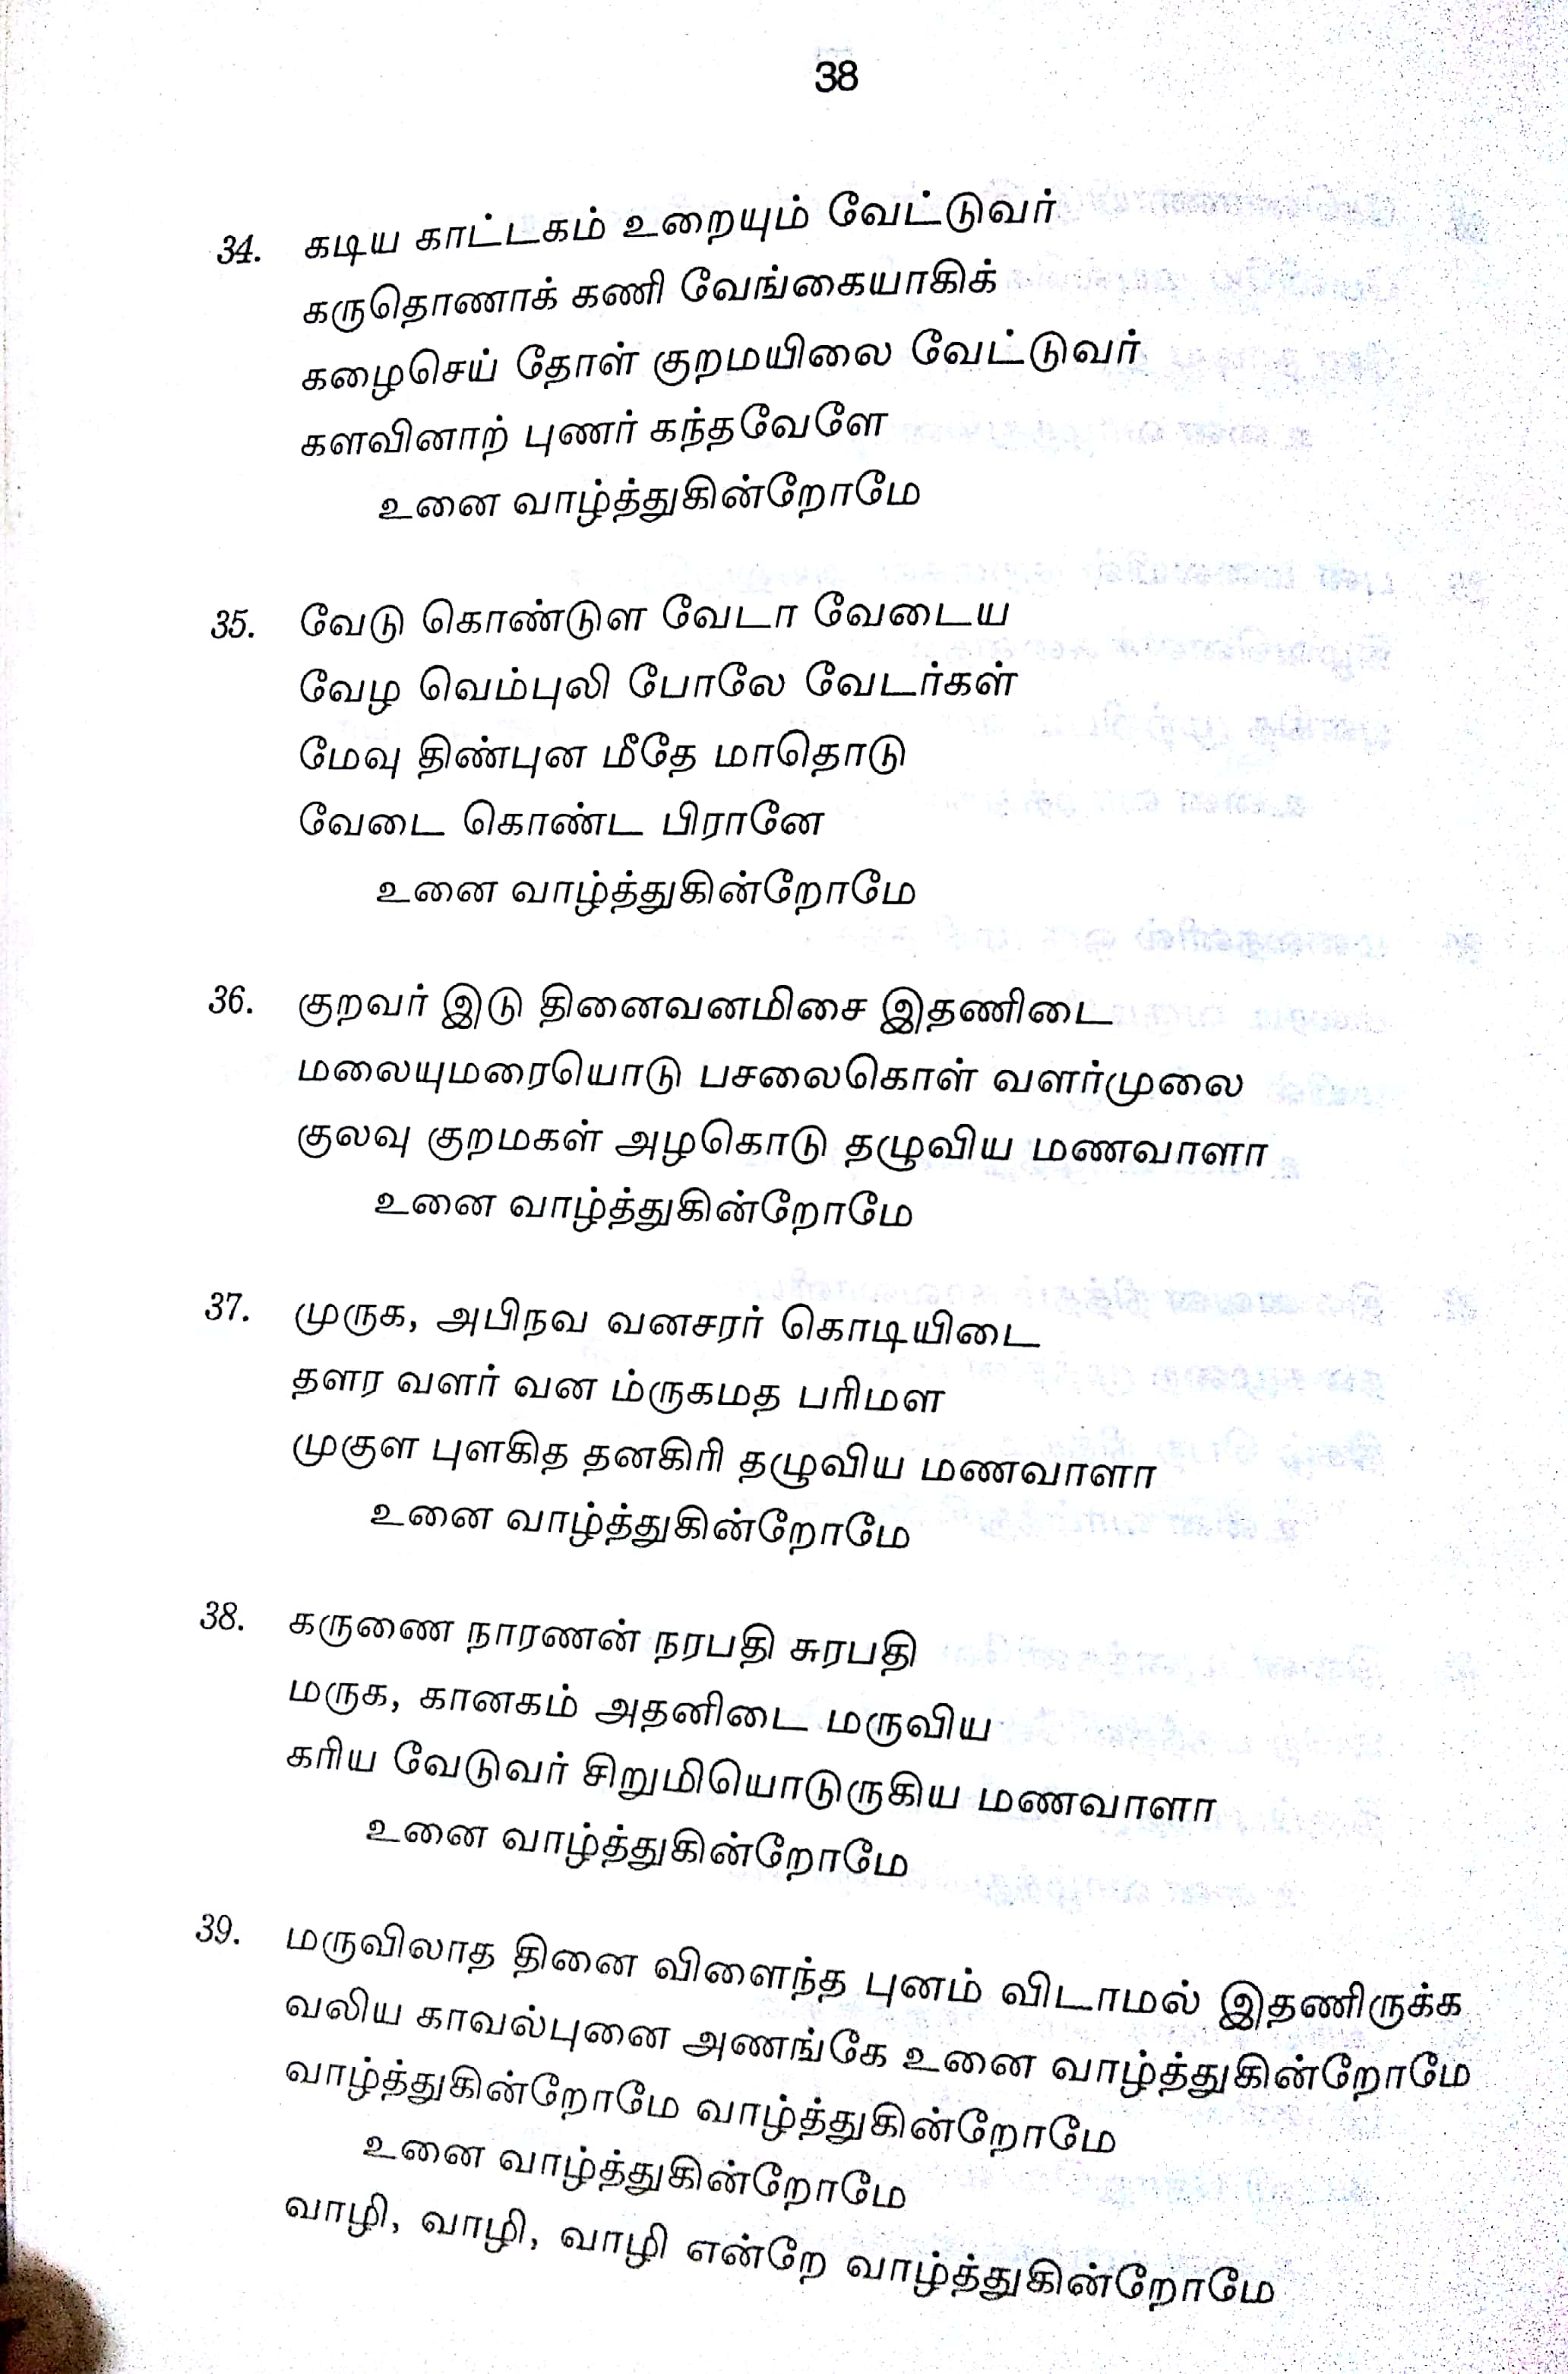 38
34. கடிய காட்டகம் உறையும் வேட்டுவர்
கருதொணாக் கணி வேங்கையாகிக்
கழைசெய் தோள் குறமயிலை வேட்டுவர்
களவினாற் புணர் கந்தவேளே
உனை வாழ்த்துகின்றோமே
35. வேடு கொண்டுள வேடா வேடைய
வேழ வெம்புலி போலே வேடர்கள்
மேவு திண்புன மீதே மாதொடு
வேடை கொண்ட பிரானே
உனை வாழ்த்துகின்றோமே
36. குறவர் இடு தினைவனமிசை இதணிடை
மலையுமரையொடு பசலைகொள் வளர்முலை
குலவு குறமகள் அழகொடு தழுவிய மணவாளா
உனை வாழ்த்துகின்றோமே
37. முருக, அபிநவ வனசரர் கொடியிடை
தளர வளர் வன ம்ருகமத பரிமள
முகுள புளகித தனகிரி தழுவிய மணவாளா
உனை வாழ்த்துகின்றோமே
38. கருணை நாரணன் நரபதி சுரபதி
மருக, கானகம் அதனிடை மருவிய
கரிய வேடுவர் சிறுமியொடுருகிய மணவாளா
உனை வாழ்த்துகின்றோமே
39. மருவிலாத தினை விளைந்த புனம் விடாமல் இதணிருக்க
வலிய காவல்புனை அணங்கே உனை வாழ்த்துகின்றோமே
வாழ்த்துகின்றோமே வாழ்த்துகின்றோமே
உனை வாழ்த்துகின்றோமே
வாழி, வாழி, வாழி என்றே வாழ்த்துகின்றோமே